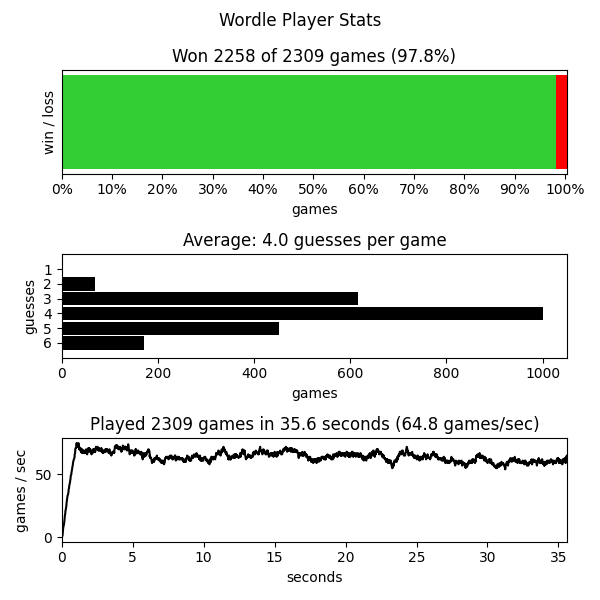 Wordle Player Stats
Won 2258 of 2309 games (97.8%)
win / loss
0% 10% 20% 30% 40% 50% 60% 70% 80% 90% 100%
games
Average: 4.0 guesses per game
guesses
1
2
3
4
5
6
0 200 400 600 800 1000
games
Played 2309 games in 35.6 seconds (64.8 games/sec)
games / sec
50
0
0 5 10 15 20 25 30 35
seconds